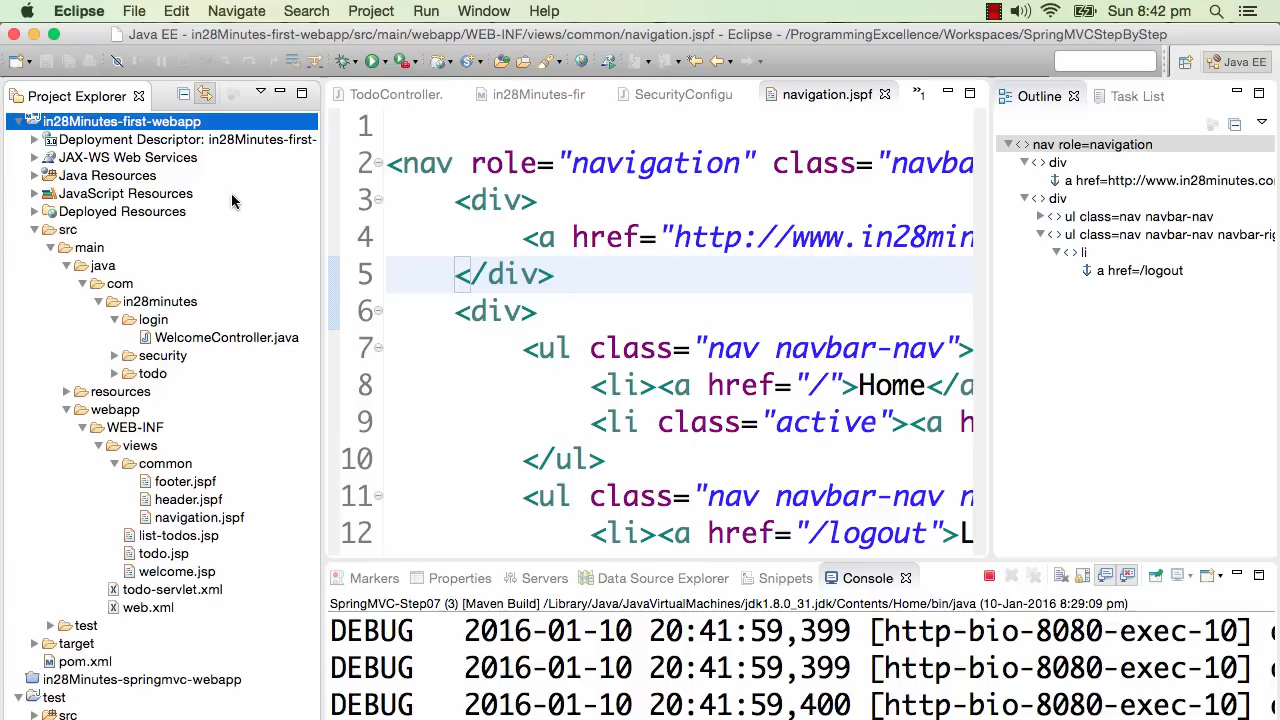 Eclipse File Edit Navigate Search Project Run Window Help Sun 8:42 pm
Java EE - in28Minutes-first-webapp/src/main/webapp/WEB-INF/views/common/navigation.jspf - Eclipse - /ProgrammingExcellence/Workspaces/SpringMVCStepByStep
Java EE
Project Explorer
in28Minutes-first-webapp
Deployment Descriptor: in28Minutes-first-
JAX-WS Web Services
Java Resources
JavaScript Resources
Deployed Resources
src
main
java
com
in28minutes
login
WelcomeController.java
security
todo
resources
webapp
WEB-INF
views
common
footer.jspf
header.jspf
navigation.jspf
list-todos.jsp
todo.jsp
welcome.jsp
todo-servlet.xml
web.xml
test
target
pom.xml
in28Minutes-springmvc-webapp
test
src
TodoController. in28Minutes-fir SecurityConfigu navigation.jspf »1
1
2 <nav role="navigation" class="navba
3 <div>
4 <a href="http://www.in28min
5 </div>
6 <div>
7 <ul class="nav navbar-nav">
8 <li><a href="/">Home</a
9 <li class="active"><a h
10 </ul>
11 <ul class="nav navbar-nav n
12 <li><a href="/logout">L
Outline Task List
nav role=navigation
div
a href=http://www.in28minutes.co
div
ul class=nav navbar-nav
ul class=nav navbar-nav navbar-rig
li
a href=/logout
Markers Properties Servers Data Source Explorer Snippets Console
SpringMVC-Step07 (3) [Maven Build] /Library/Java/JavaVirtualMachines/jdk1.8.0_31.jdk/Contents/Home/bin/java (10-Jan-2016 8:29:09 pm)
DEBUG 2016-01-10 20:41:59,399 [http-bio-8080-exec-10]
DEBUG 2016-01-10 20:41:59,399 [http-bio-8080-exec-10]
DEBUG 2016-01-10 20:41:59,400 [http-bio-8080-exec-10]